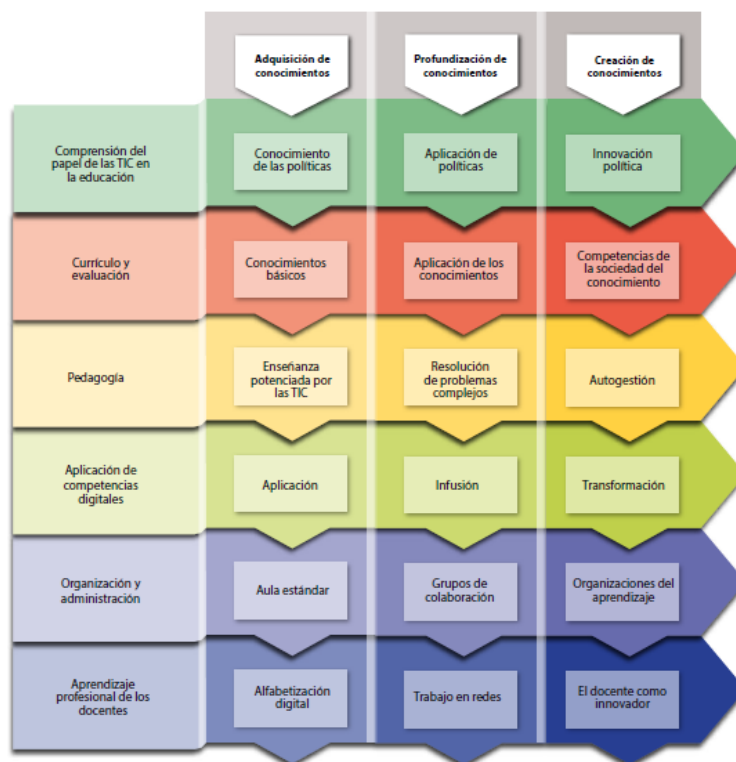 Adquisición de
conocimientos
Profundización de
conocimientos
Creación de
conocimientos
Comprensión del
papel de las TIC en
la educación
Conocimiento
de las políticas
Aplicación de
políticas
Innovación
política
Currículo y
evaluación
Conocimientos
básicos
Aplicación de los
conocimientos
Competencias de
la sociedad del
conocimiento
Pedagogía
Enseñanza
potenciada por
las TIC
Resolución
de problemas
complejos
Autogestión
Aplicación de
competencias
digitales
Aplicación
Infusión
Transformación
Organización y
administración
Aula estándar
Grupos de
colaboración
Organizaciones del
aprendizaje
Aprendizaje
profesional de los
docentes
Alfabetización
digital
Trabajo en redes
El docente como
innovador